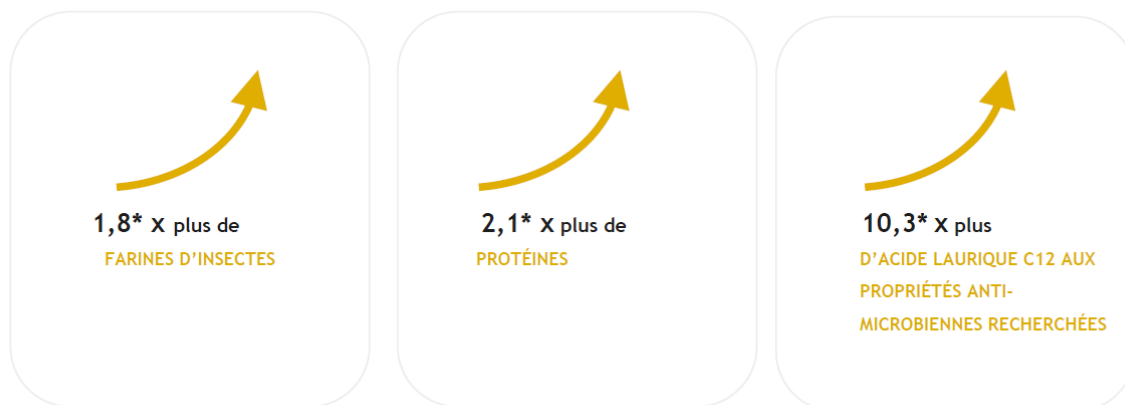 1,8* X plus de
FARINES D'INSECTES
2,1* X plus de
PROTÉINES
10,3* X plus
D'ACIDE LAURIQUE C12 AUX
PROPRIÉTÉS ANTI-
MICROBIENNES RECHERCHÉES